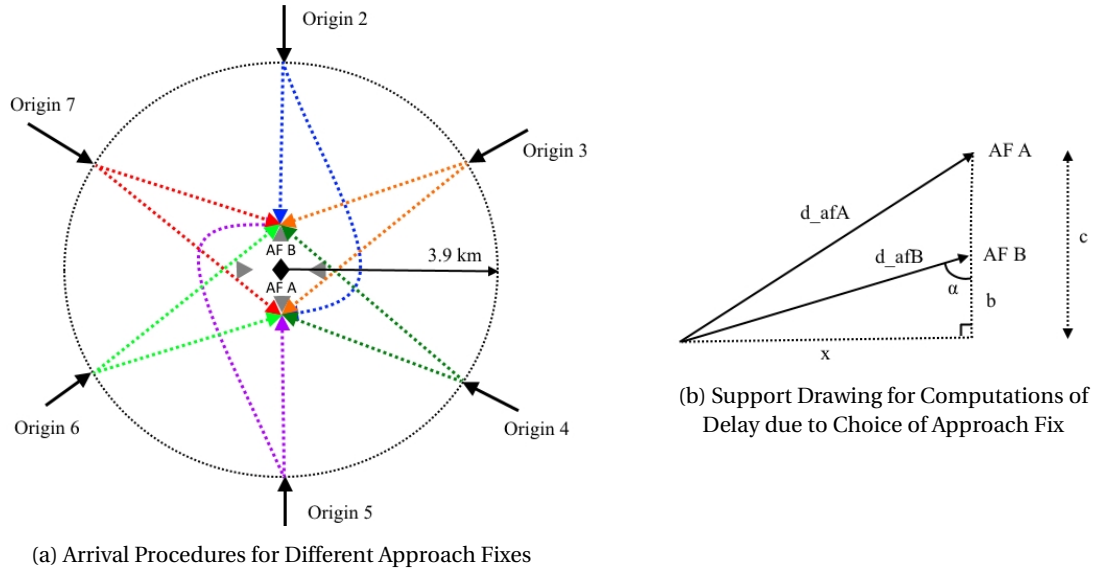 Origin 2
Origin 7
Origin 3
AF B
3.9 km
AF A
Origin 6
Origin 4
Origin 5
(a) Arrival Procedures for Different Approach Fixes
AF A
d_afA
c
AF B
d_afB
α
b
x
(b) Support Drawing for Computations of
Delay due to Choice of Approach Fix